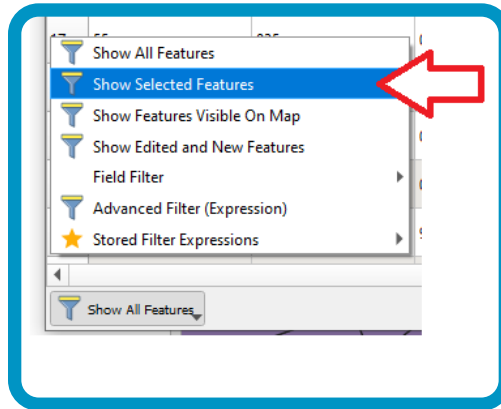 Show All Features
Show Selected Features
Show Features Visible On Map
Show Edited and New Features
Field Filter
Advanced Filter (Expression)
Stored Filter Expressions
Show All Features